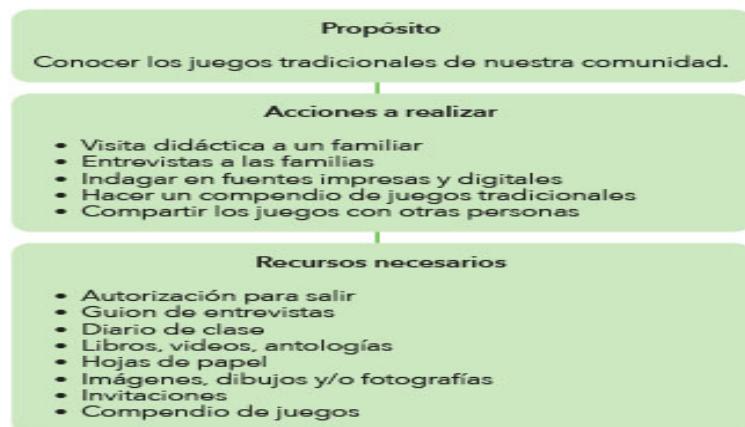 Propósito
Conocer los juegos tradicionales de nuestra comunidad.
Acciones a realizar
• Visita didáctica a un familiar
• Entrevistas a las familias
• Indagar en fuentes impresas y digitales
• Hacer un compendio de juegos tradicionales
• Compartir los juegos con otras personas
Recursos necesarios
• Autorización para salir
• Guion de entrevistas
• Diario de clase
• Libros, videos, antologías
• Hojas de papel
• Imágenes, dibujos y/o fotografías
• Invitaciones
• Compendio de juegos